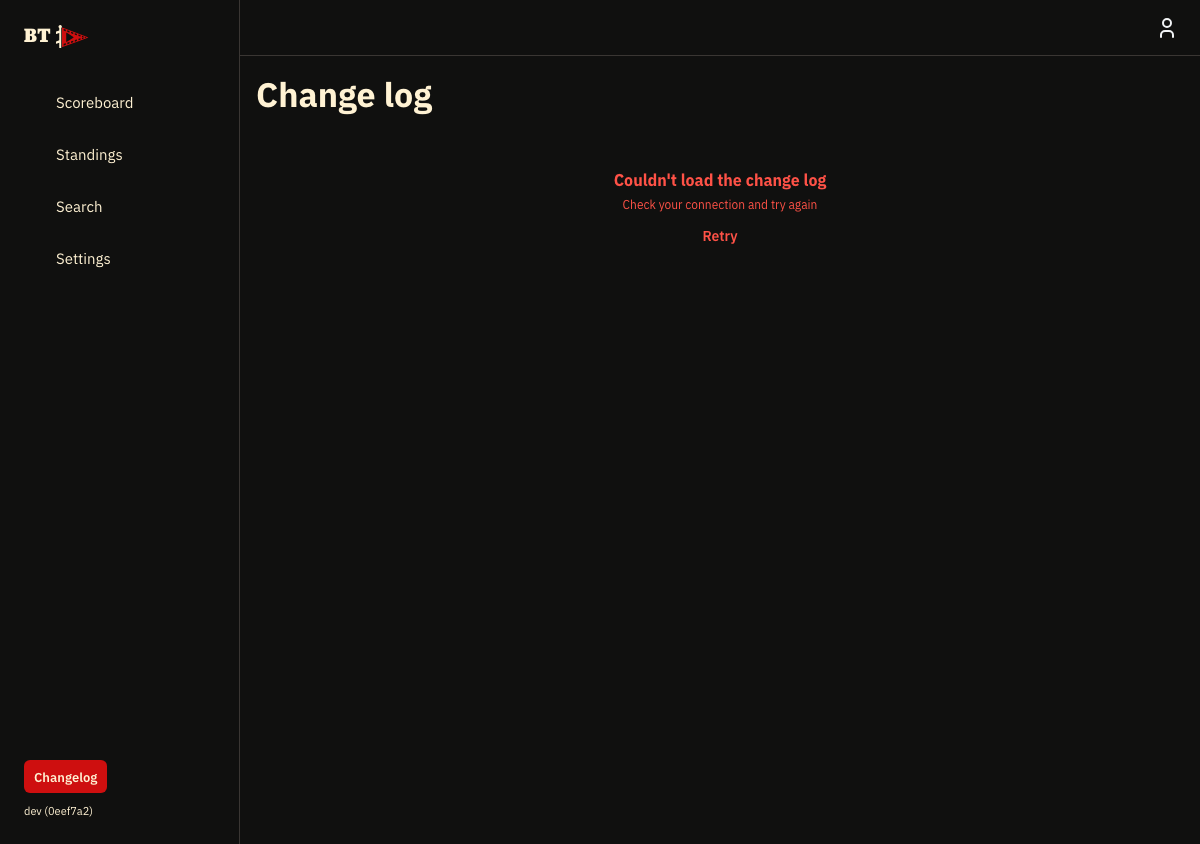 BT
Scoreboard
Standings
Search
Settings
Change log
Couldn't load the change log
Check your connection and try again
Retry
Changelog
dev (0eef7a2)